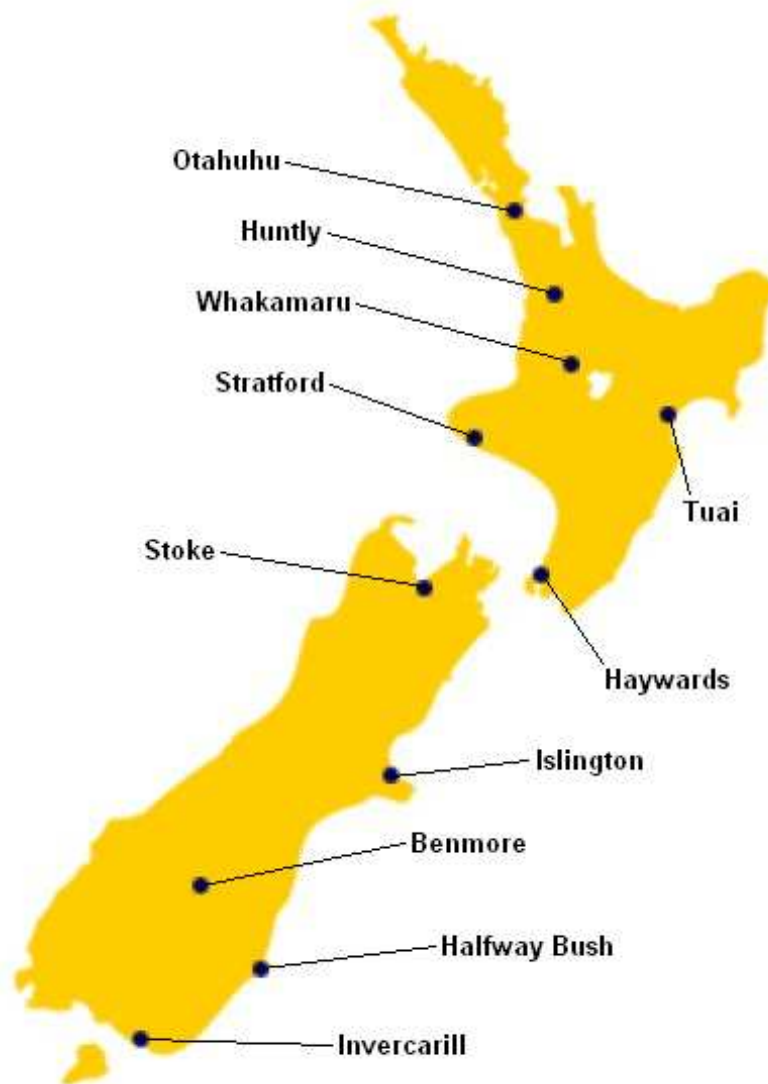 Otahuhu
Huntly
Whakamaru
Stratford
Tuai
Stoke
Haywards
Islington
Benmore
Halfway Bush
Invercarill